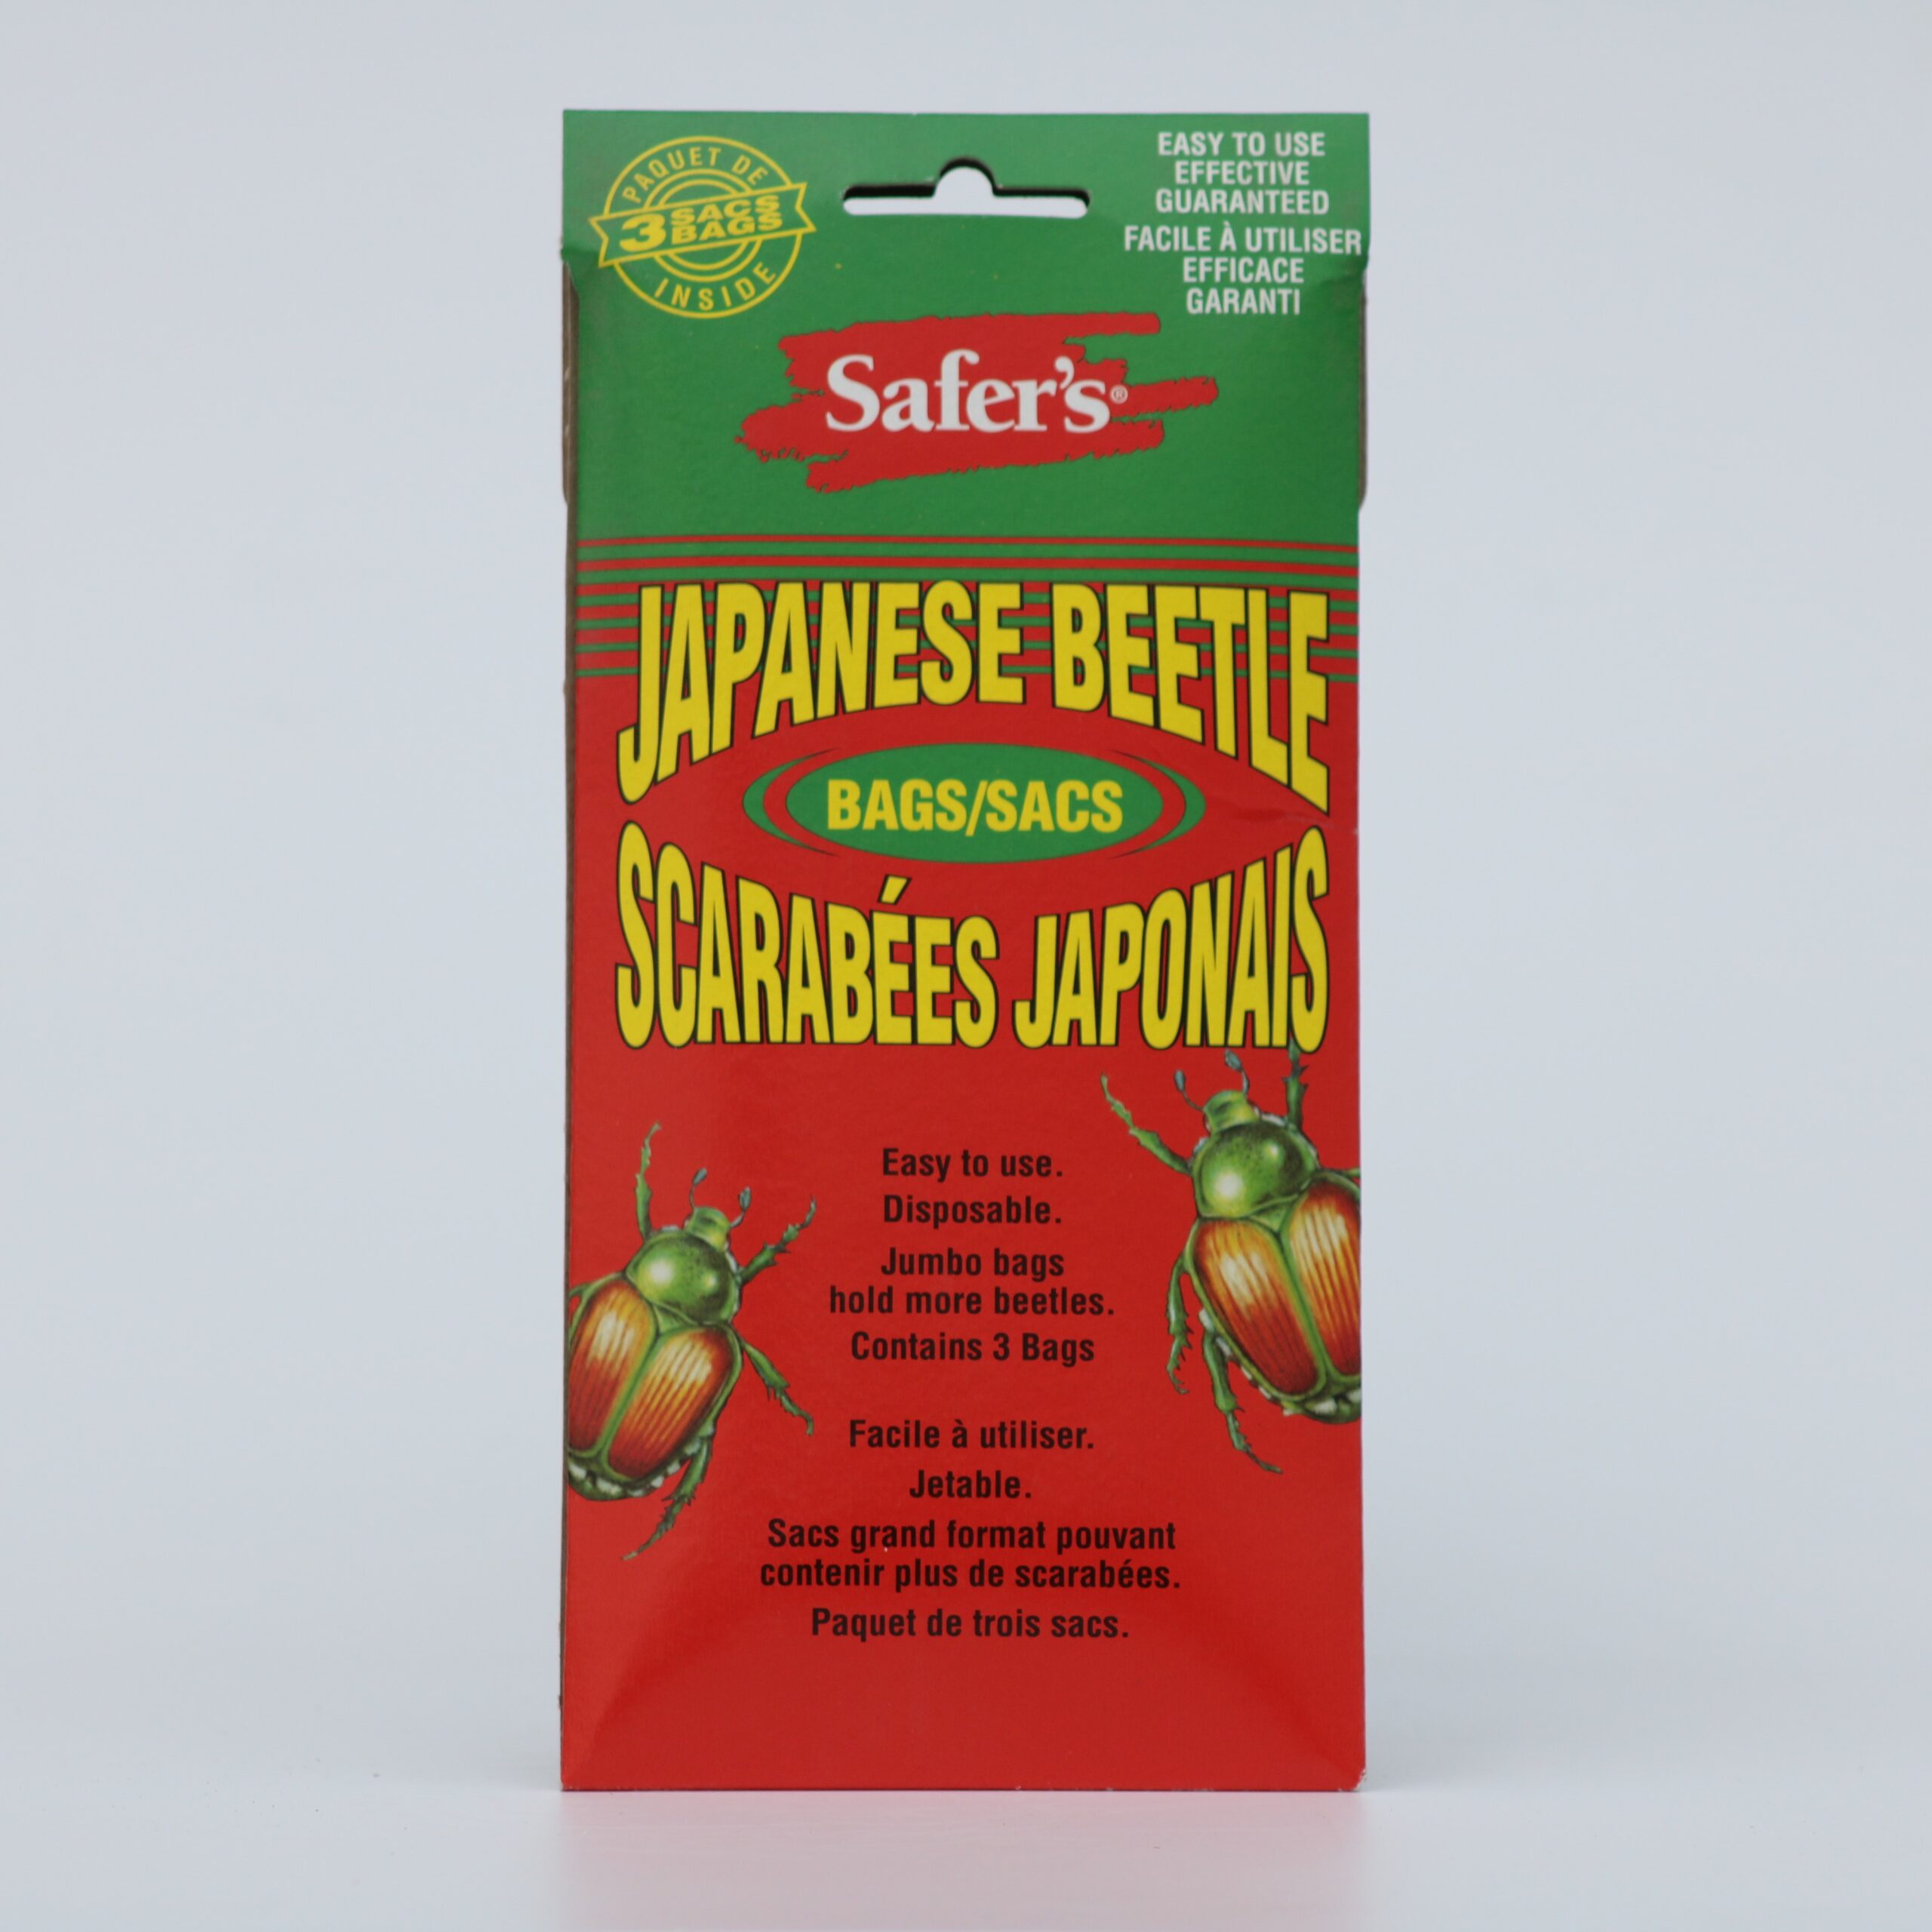 PAQUET DE
3 SACS
BAGS
INSIDE
EASY TO USE
EFFECTIVE
GUARANTEED
FACILE À UTILISER
EFFICACE
GARANTI
Safer's®
JAPANESE BEETLE
BAGS/SACS
SCARABÉES JAPONAIS
Easy to use.
Disposable.
Jumbo bags
hold more beetles.
Contains 3 Bags
Facile à utiliser.
Jetable.
Sacs grand format pouvant
contenir plus de scarabées.
Paquet de trois sacs.